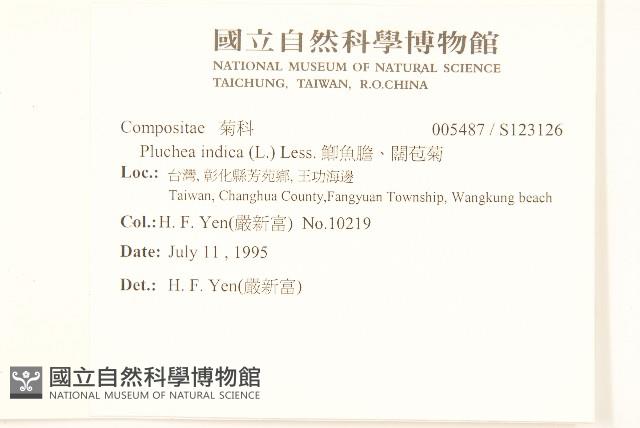 國立自然科學博物館
NATIONAL MUSEUM OF NATURAL SCIENCE
TAICHUNG, TAIWAN, R.O.CHINA
Compositae 菊科 005487 / S123126
Pluchea indica (L.) Less. 鯽魚膽、闊苞菊
Loc.: 台灣, 彰化縣芳苑鄉, 王功海邊
Taiwan, Changhua County,Fangyuan Township, Wangkung beach
Col.:H. F. Yen(嚴新富) No.10219
Date: July 11 , 1995
Det.: H. F. Yen(嚴新富)
國立自然科學博物館
NATIONAL MUSEUM OF NATURAL SCIENCE